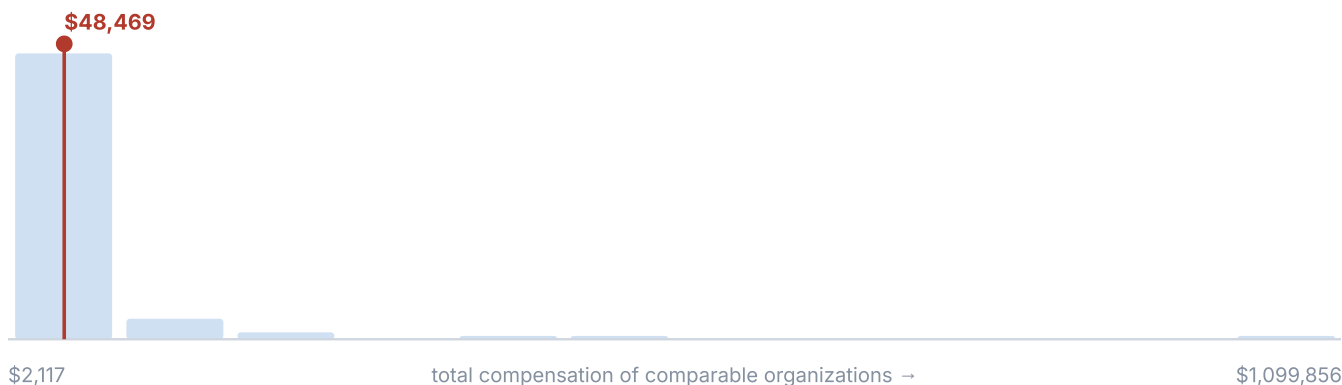 $48,469
$2,117 total compensation of comparable organizations → $1,099,856